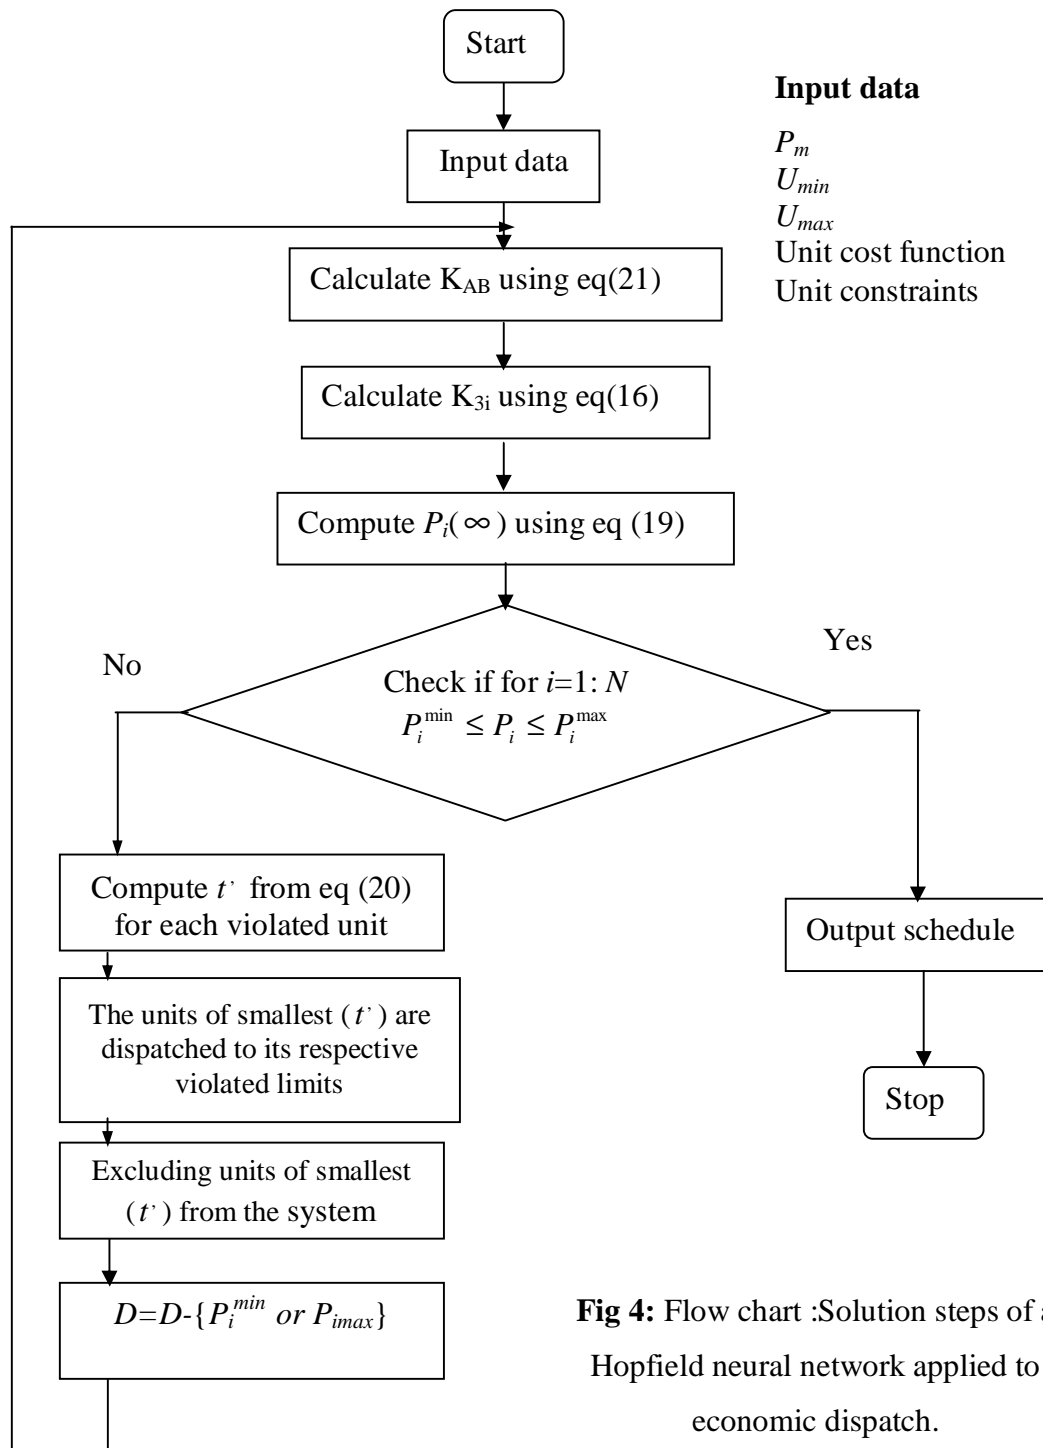 Start
Input data
Input data
P_m
U_min
U_max
Unit cost function
Unit constraints
Calculate K_AB using eq(21)
Calculate K_3i using eq(16)
Compute P_i(∞) using eq (19)
Yes
No
Check if for i=1: N
P_i^min ≤ P_i ≤ P_i^max
Compute t' from eq (20)
for each violated unit
The units of smallest (t') are
dispatched to its respective
violated limits
Excluding units of smallest
(t') from the system
D=D-{P_i^min or P_imax}
Output schedule
Stop
Fig 4: Flow chart :Solution steps of a
Hopfield neural network applied to
economic dispatch.